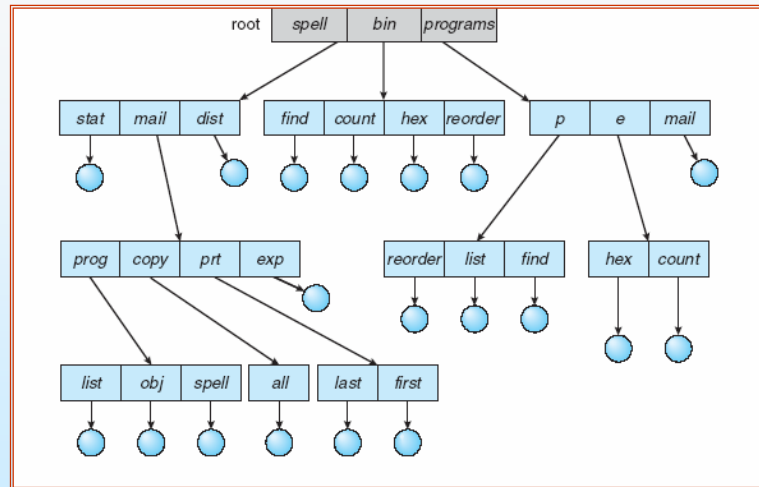 root spell bin programs
stat mail dist find count hex reorder p e mail
prog copy prt exp reorder list find hex count
list obj spell all last first